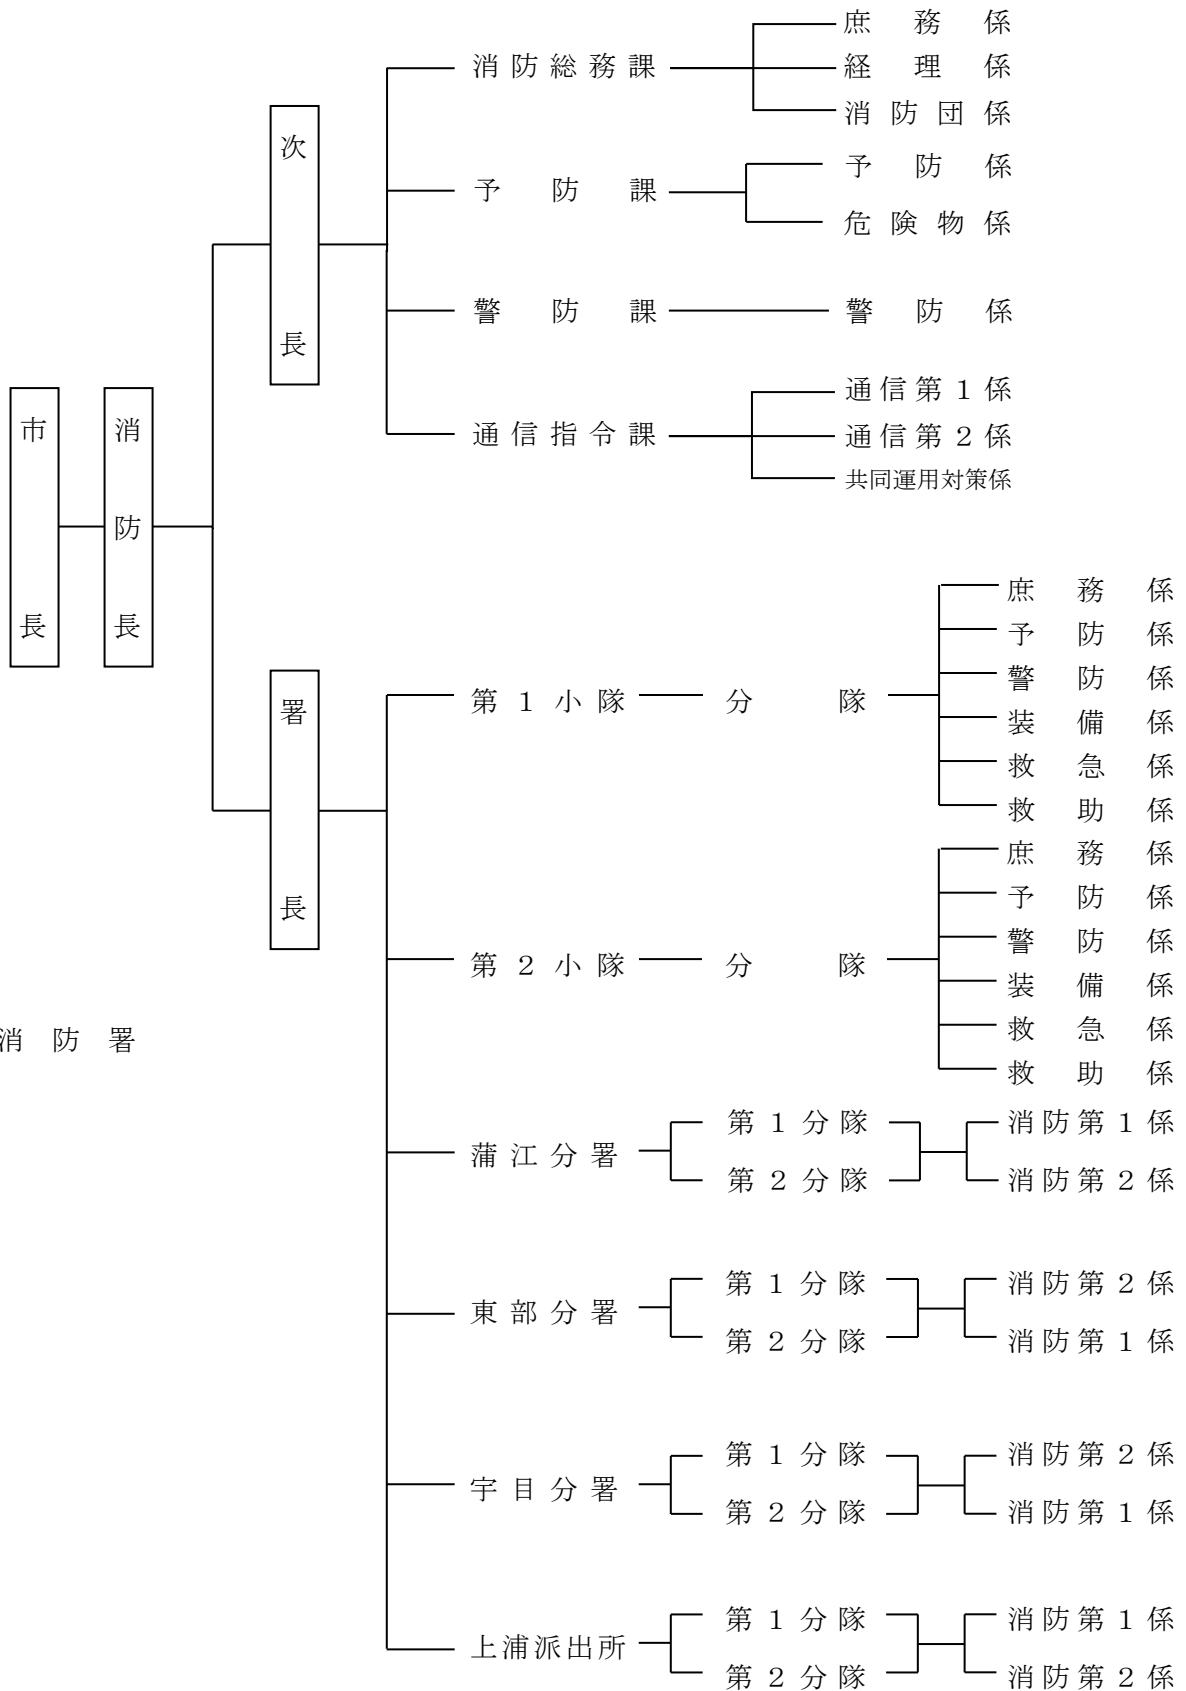 市長
消防長
次長
消防総務課
庶務係
経理係
消防団係
予防課
予防係
危険物係
警防課
警防係
通信指令課
通信第１係
通信第２係
共同運用対策係
署長
第１小隊
分隊
庶務係
予防係
警防係
装備係
救急係
救助係
第２小隊
分隊
庶務係
予防係
警防係
装備係
救急係
救助係
消防署
蒲江分署
第１分隊
第２分隊
消防第１係
消防第２係
東部分署
第１分隊
第２分隊
消防第２係
消防第１係
宇目分署
第１分隊
第２分隊
消防第２係
消防第１係
上浦派出所
第１分隊
第２分隊
消防第１係
消防第２係